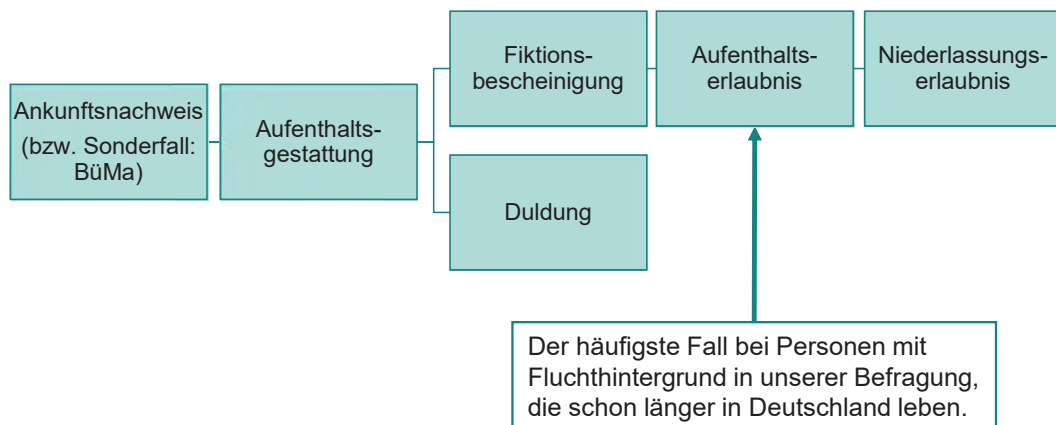 Ankunftsnachweis
(bzw. Sonderfall:
BüMa)
Aufenthalts-
gestattung
Fiktions-
bescheinigung
Aufenthalts-
erlaubnis
Niederlassungs-
erlaubnis
Duldung
Der häufigste Fall bei Personen mit
Fluchthintergrund in unserer Befragung,
die schon länger in Deutschland leben.